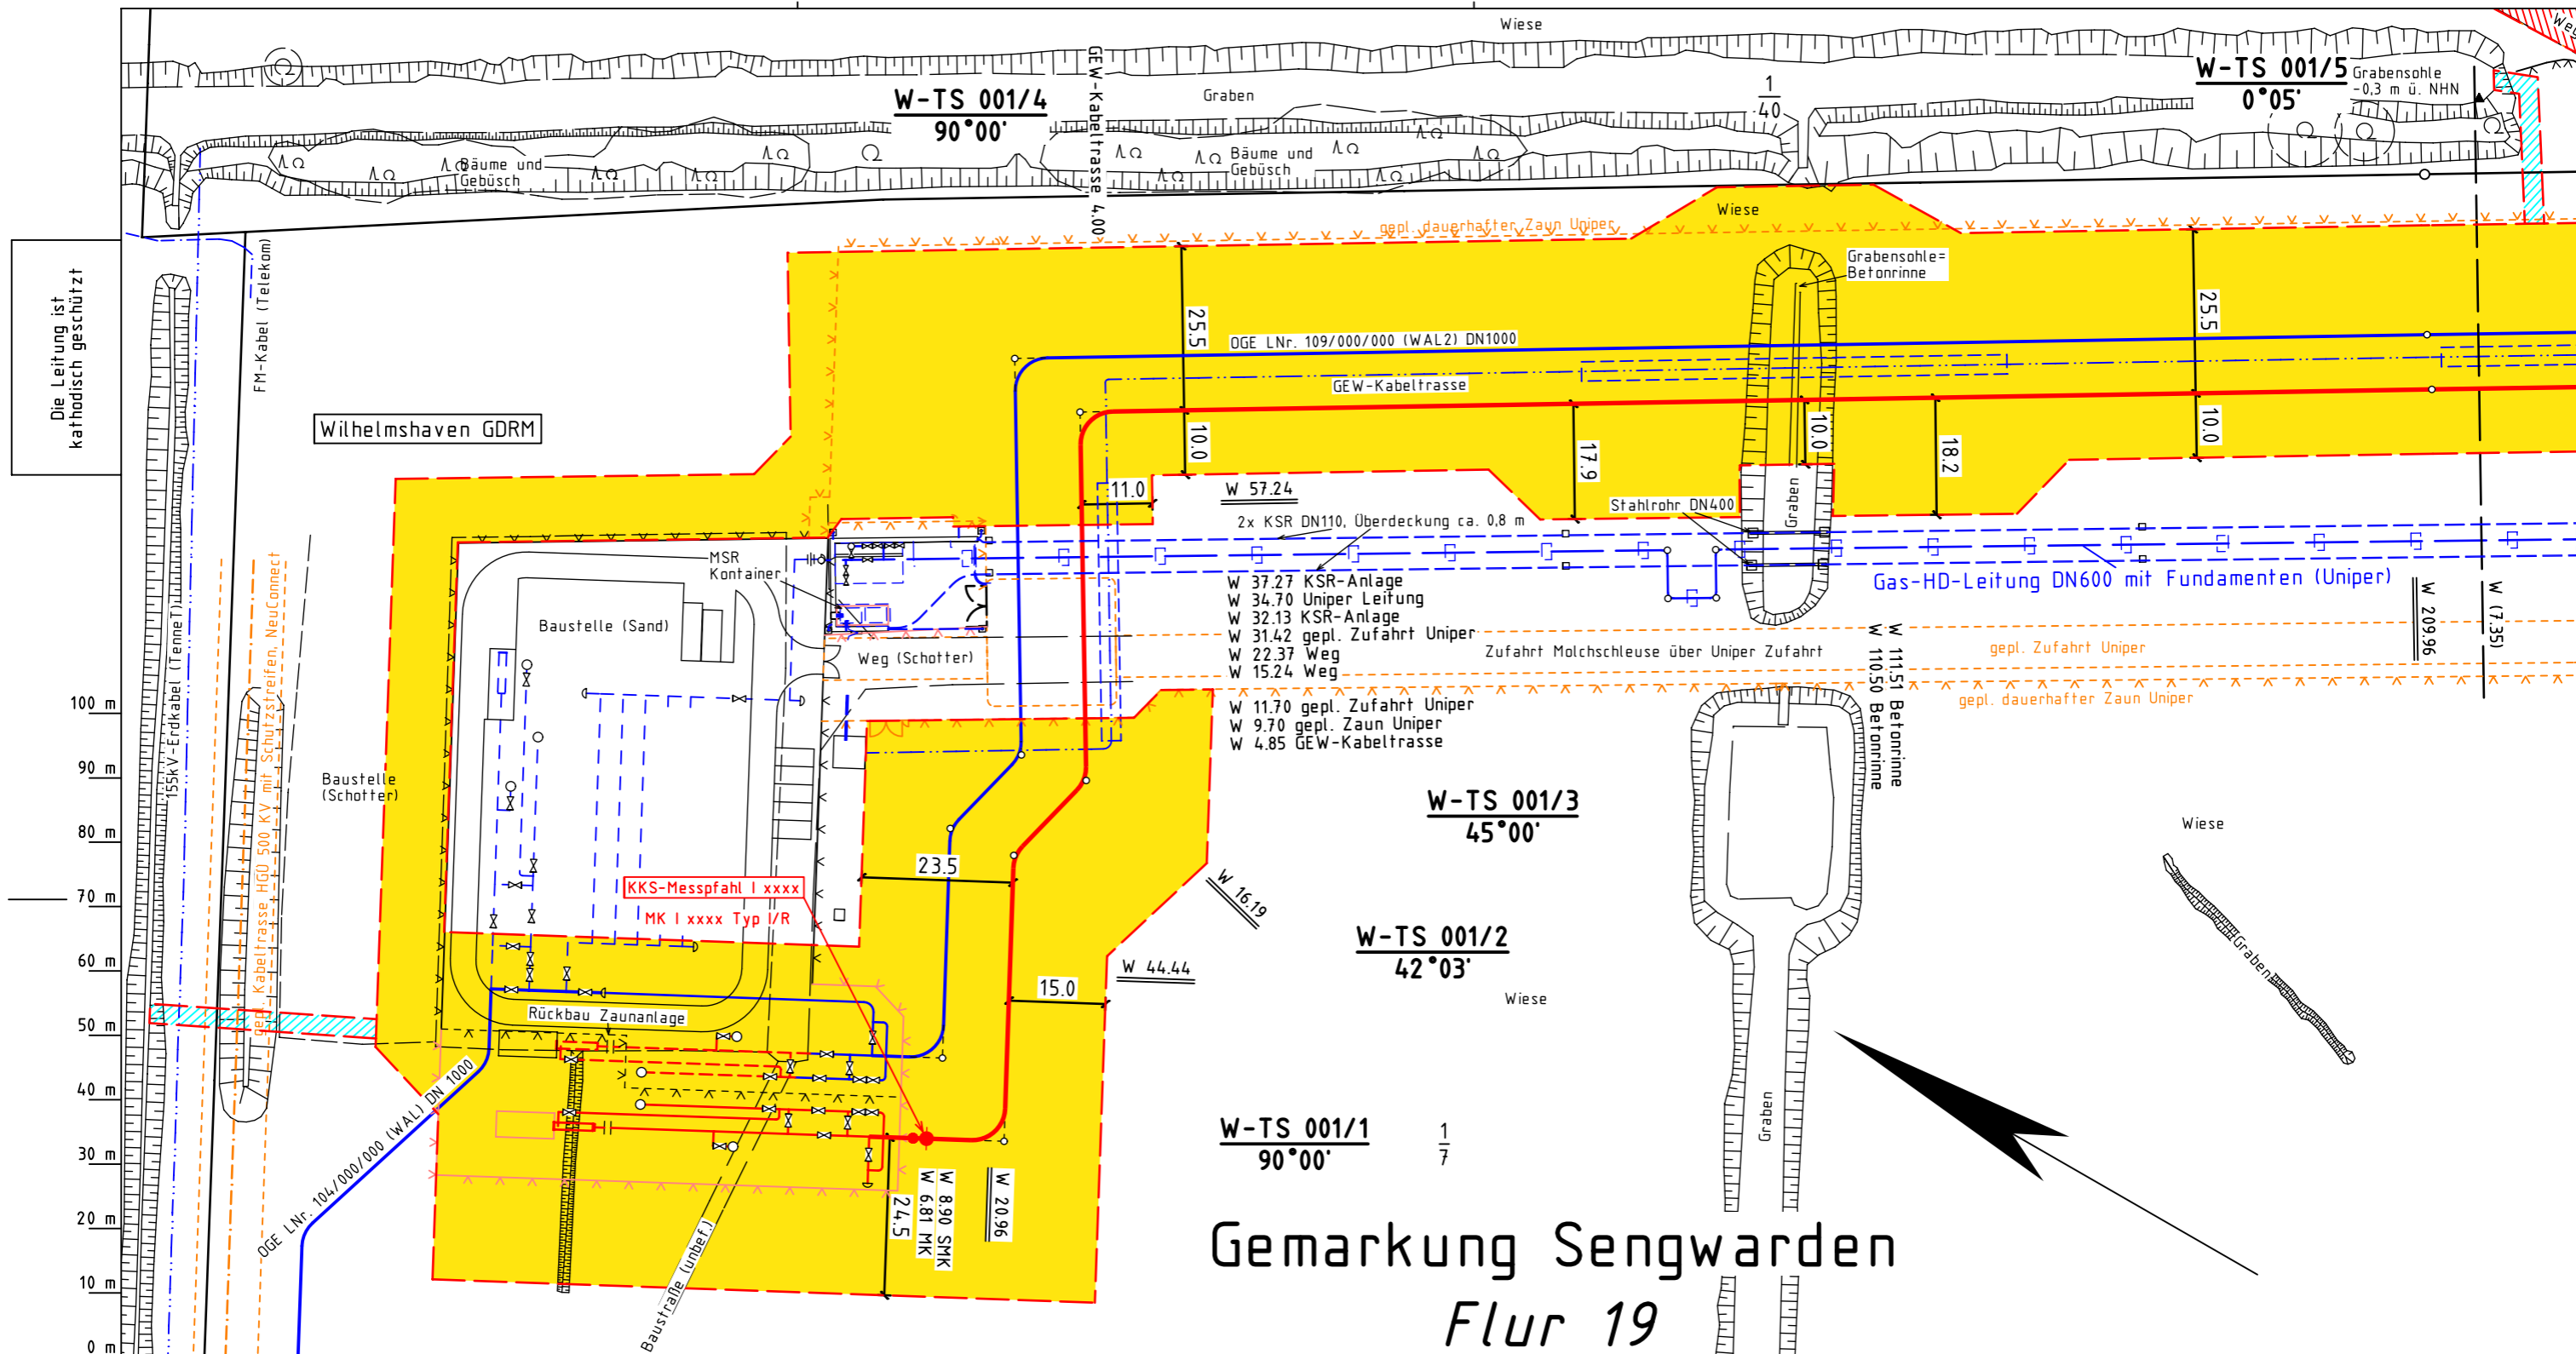 Wiese
W-TS 001/4
90°00'
GEW-Kabeltrasse 4.00
Graben
1
40
W-TS 001/5
0°05'
Grabensohle
-0,3 m ü. NHN
Bäume und
Gebüsch
Bäume und
Gebüsch
Wiese
gepl. dauerhafter Zaun Uniper
Die Leitung ist
kathodisch geschützt
FM-Kabel (Telekom)
Grabensohle=
Betonrinne
25.5
25.5
OGE LNr. 109/000/000 (WAL2) DN1000
GEW-Kabeltrasse
Wilhelmshaven GDRM
10.0
17.9
10.0
18.2
10.0
11.0
W 57.24
2x KSR DN110, Überdeckung ca. 0,8 m
Stahlrohr DN400
Graben
MSR
Kontainer
W 37.27 KSR-Anlage
W 34.70 Uniper Leitung
W 32.13 KSR-Anlage
W 31.42 gepl. Zufahrt Uniper
W 22.37 Weg
W 15.24 Weg
W 11.70 gepl. Zufahrt Uniper
W 9.70 gepl. Zaun Uniper
W 4.85 GEW-Kabeltrasse
Gas-HD-Leitung DN600 mit Fundamenten (Uniper)
Baustelle (Sand)
Weg (Schotter)
Zufahrt Molchschleuse über Uniper Zufahrt
gepl. Zufahrt Uniper
gepl. dauerhafter Zaun Uniper
W 111.51 Betonrinne
W 110.50 Betonrinne
W 209.96
W (7.35)
155kV-Erdkabel (TenneT)
gepl. Kabeltrasse HGÜ 500 KV mit Schutzstreifen, NeuConnect
Baustelle
(Schotter)
100 m
90 m
80 m
70 m
60 m
50 m
40 m
30 m
20 m
10 m
0 m
W-TS 001/3
45°00'
Wiese
23.5
KKS-Messpfahl I xxxx
MK I xxxx Typ I/R
W 16.19
W-TS 001/2
42°03'
W 44.44
Graben
15.0
Wiese
Rückbau Zaunanlage
OGE LNr. 104/000/000 (WAL) DN 1000
W-TS 001/1
90°00'
1
7
Graben
24.5
W 8.90 SMK
W 6.81 MK
W 20.96
Baustraße (unbef.)
Gemarkung Sengwarden
Flur 19